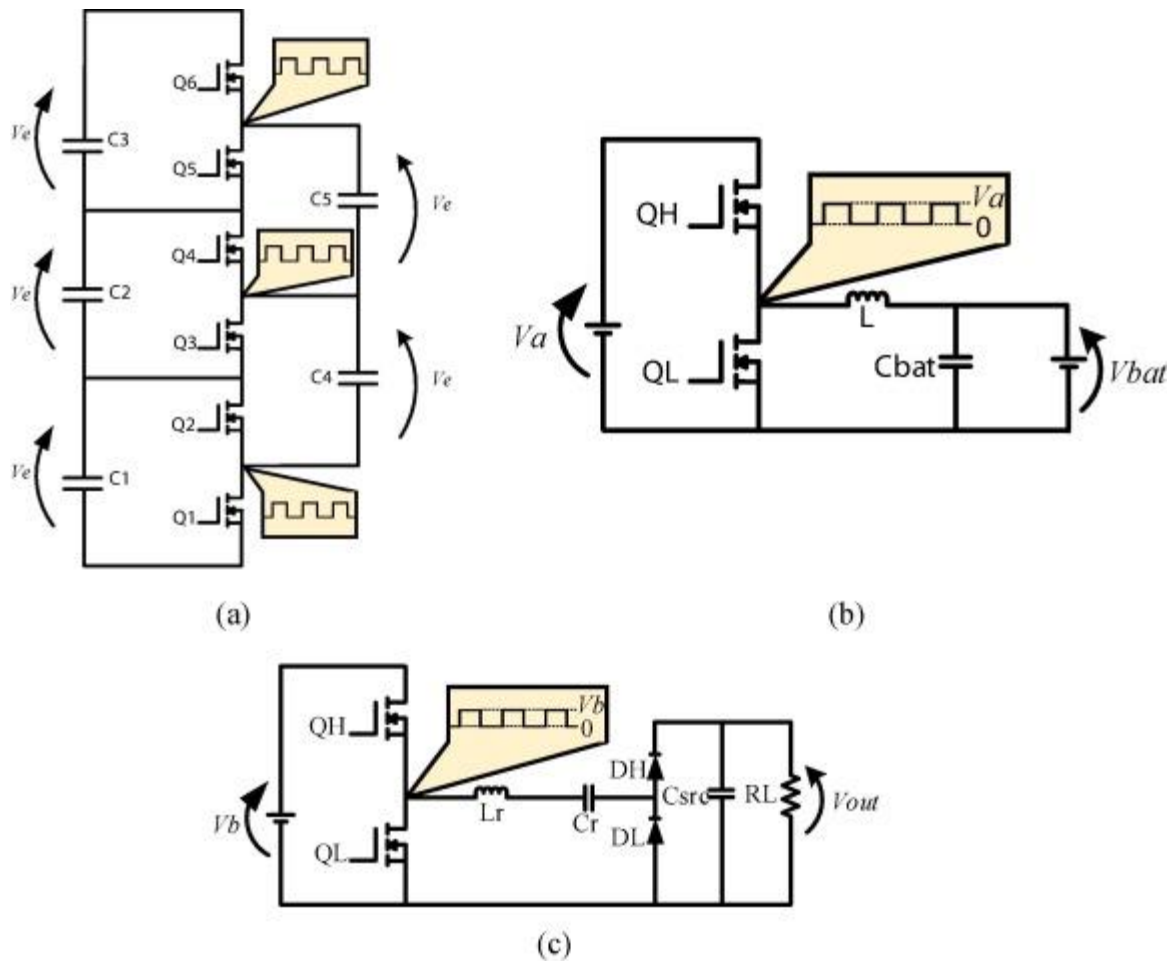 Q6
Ve
C3
Q5
C5
Ve
Q4
Ve
C2
Q3
C4
Ve
Q2
Ve
C1
Q1
(a)
QH
Va
0
Va
L
QL
Cbat
Vbat
(b)
QH
Vb
0
DH
Vb
Lr
Cr
Csrc
RL
Vout
QL
DL
(c)